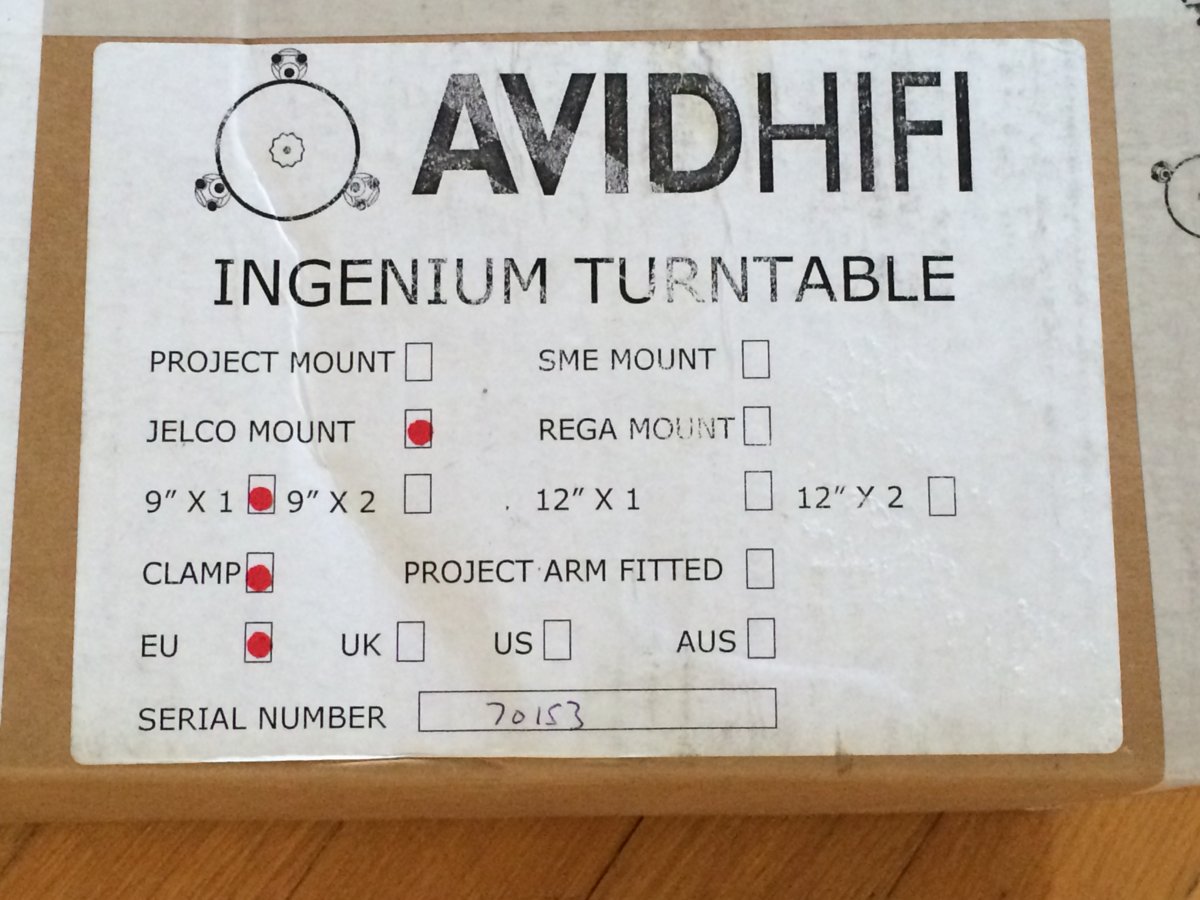 AVIDHIFI
INGENIUM TURNTABLE
PROJECT MOUNT SME MOUNT
JELCO MOUNT REGA MOUNT
9” X 1 9” X 2 12” X 1 12” X 2
CLAMP PROJECT ARM FITTED
EU UK US AUS
SERIAL NUMBER 70153